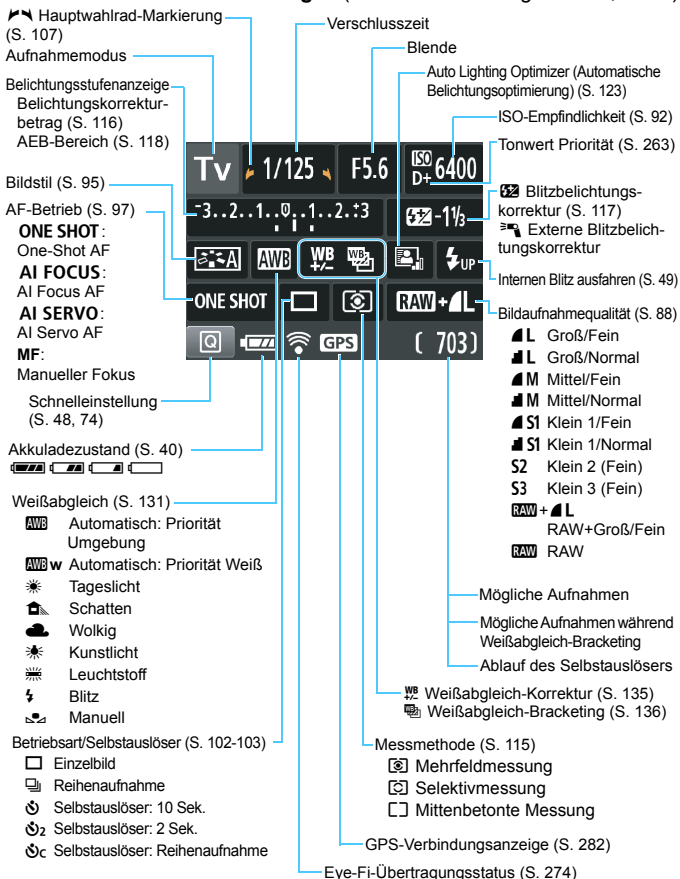 Hauptwahlrad-Markierung
(S. 107)
Aufnahmemodus
Belichtungsstufenanzeige
Belichtungskorrektur-
betrag (S. 116)
AEB-Bereich (S. 118)
Bildstil (S. 95)
AF-Betrieb (S. 97)
ONE SHOT:
One-Shot AF
AI FOCUS:
AI Focus AF
AI SERVO:
AI Servo AF
MF:
Manueller Fokus
Schnelleinstellung
(S. 48, 74)
Akkuladezustand (S. 40)
Verschlusszeit
Blende
Auto Lighting Optimizer (Automatische
Belichtungsoptimierung) (S. 123)
ISO-Empfindlichkeit (S. 92)
Tonwert Priorität (S. 263)
Blitzbelichtungs-
korrektur (S. 117)
Externe Blitzbelich-
tungskorrektur
Internen Blitz ausfahren (S. 49)
Tv 1/125 F5.6 ISO D+ 6400
-3..2..1..0..1..2.+3 -1⅓
A AWB WB +/- WB UP
ONE SHOT RAW+L
Q GPS ( 703)
Bildaufnahmequalität (S. 88)
L Groß/Fein
L Groß/Normal
M Mittel/Fein
M Mittel/Normal
S1 Klein 1/Fein
S1 Klein 1/Normal
S2 Klein 2 (Fein)
S3 Klein 3 (Fein)
RAW+L
RAW+Groß/Fein
RAW RAW
Weißabgleich (S. 131)
AWB Automatisch: Priorität
Umgebung
AWB w Automatisch: Priorität Weiß
Tageslicht
Schatten
Wolkig
Kunstlicht
Leuchtstoff
Blitz
Manuell
Betriebsart/Selbstauslöser (S. 102-103)
Einzelbild
Reihenaufnahme
Selbstauslöser: 10 Sek.
2 Selbstauslöser: 2 Sek.
c Selbstauslöser: Reihenaufnahme
Mögliche Aufnahmen
Mögliche Aufnahmen während
Weißabgleich-Bracketing
Ablauf des Selbstauslösers
WB +/- Weißabgleich-Korrektur (S. 135)
WB Weißabgleich-Bracketing (S. 136)
Messmethode (S. 115)
Mehrfeldmessung
Selektivmessung
Mittenbetonte Messung
GPS-Verbindungsanzeige (S. 282)
Eye-Fi-Übertragungsstatus (S. 274)